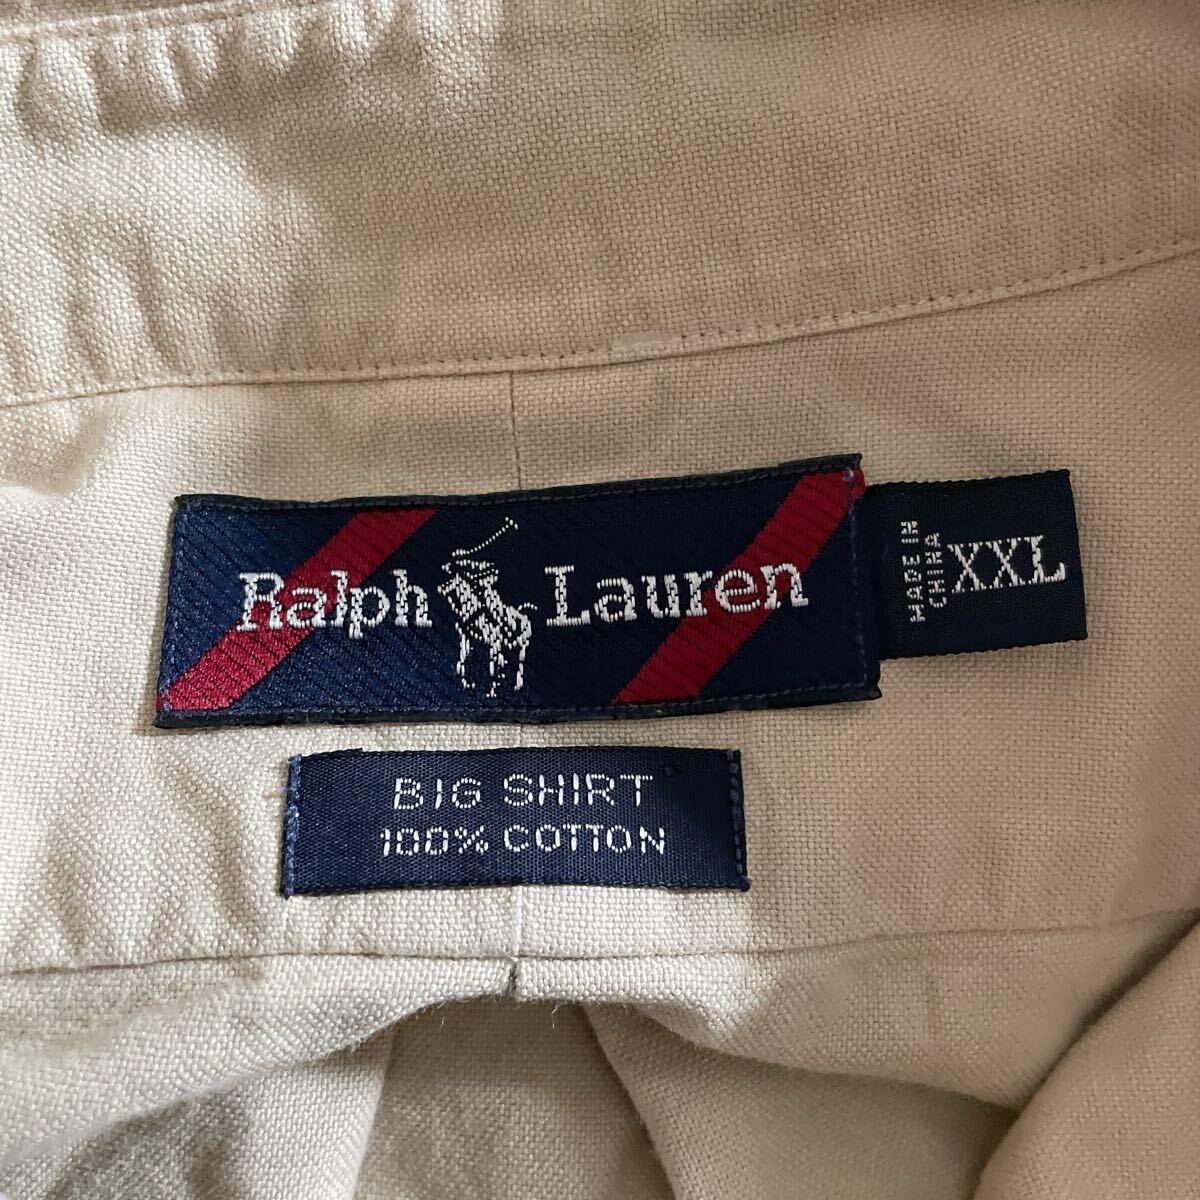 Ralph Lauren
MADE IN
CHINA
XXL
BIG SHIRT
100% COTTON